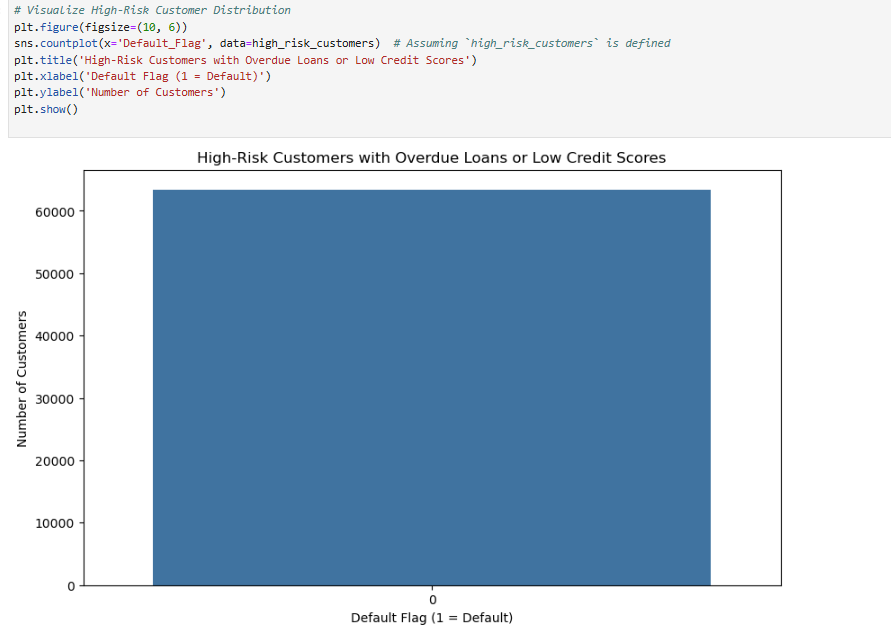 # Visualize High-Risk Customer Distribution
plt.figure(figsize=(10, 6))
sns.countplot(x='Default_Flag', data=high_risk_customers)  # Assuming `high_risk_customers` is defined
plt.title('High-Risk Customers with Overdue Loans or Low Credit Scores')
plt.xlabel('Default Flag (1 = Default)')
plt.ylabel('Number of Customers')
plt.show()
High-Risk Customers with Overdue Loans or Low Credit Scores
60000
50000
40000
30000
20000
10000
0
Number of Customers
0
Default Flag (1 = Default)